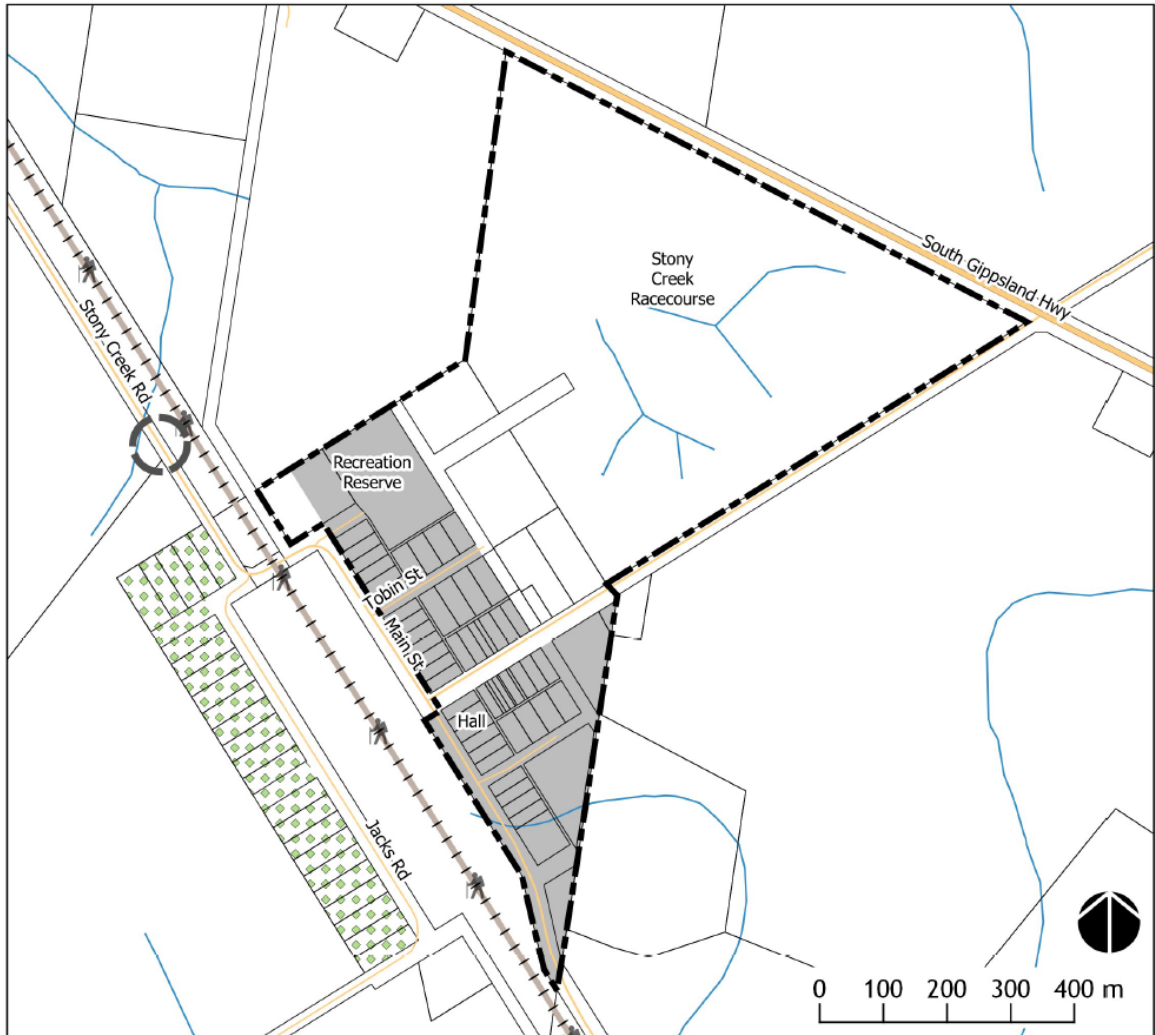 South Gippsland Hwy
Stony
Creek
Racecourse
Stony Creek Rd
Recreation
Reserve
Tobin St
Main St
Hall
Jacks Rd
0 100 200 300 400 m